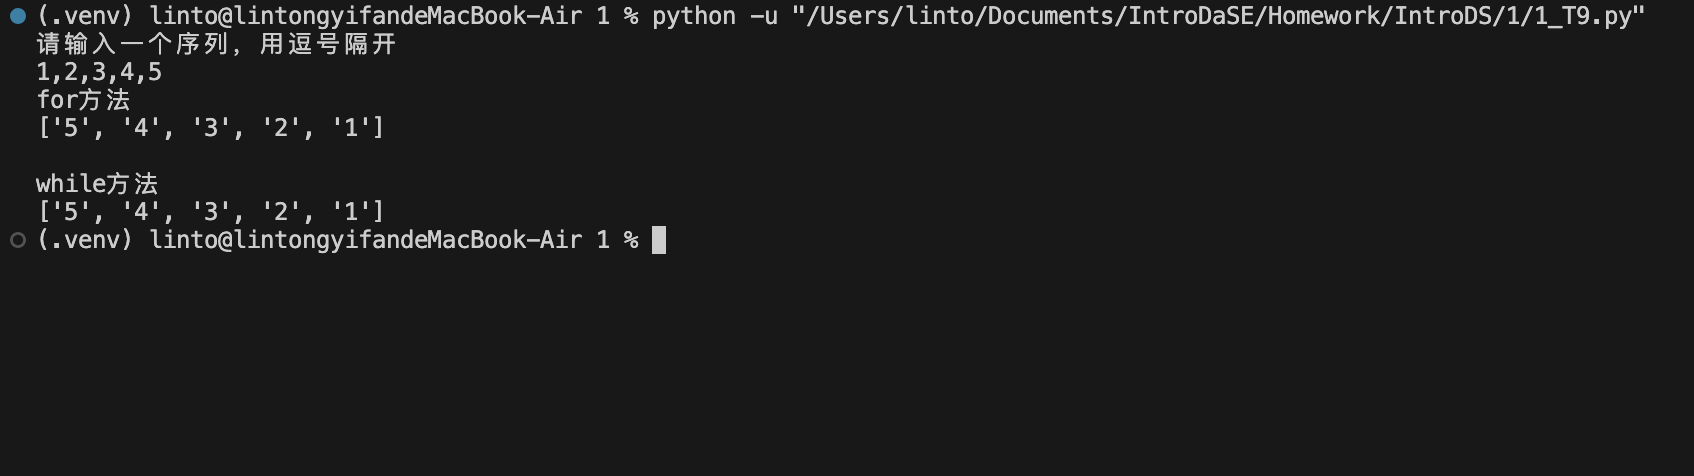 (.venv) linto@lintongyifandeMacBook-Air 1 % python -u "/Users/linto/Documents/IntroDaSE/Homework/IntroDS/1/1_T9.py"
请输入一个序列，用逗号隔开
1,2,3,4,5
for方法
['5', '4', '3', '2', '1']
while方法
['5', '4', '3', '2', '1']
(.venv) linto@lintongyifandeMacBook-Air 1 %